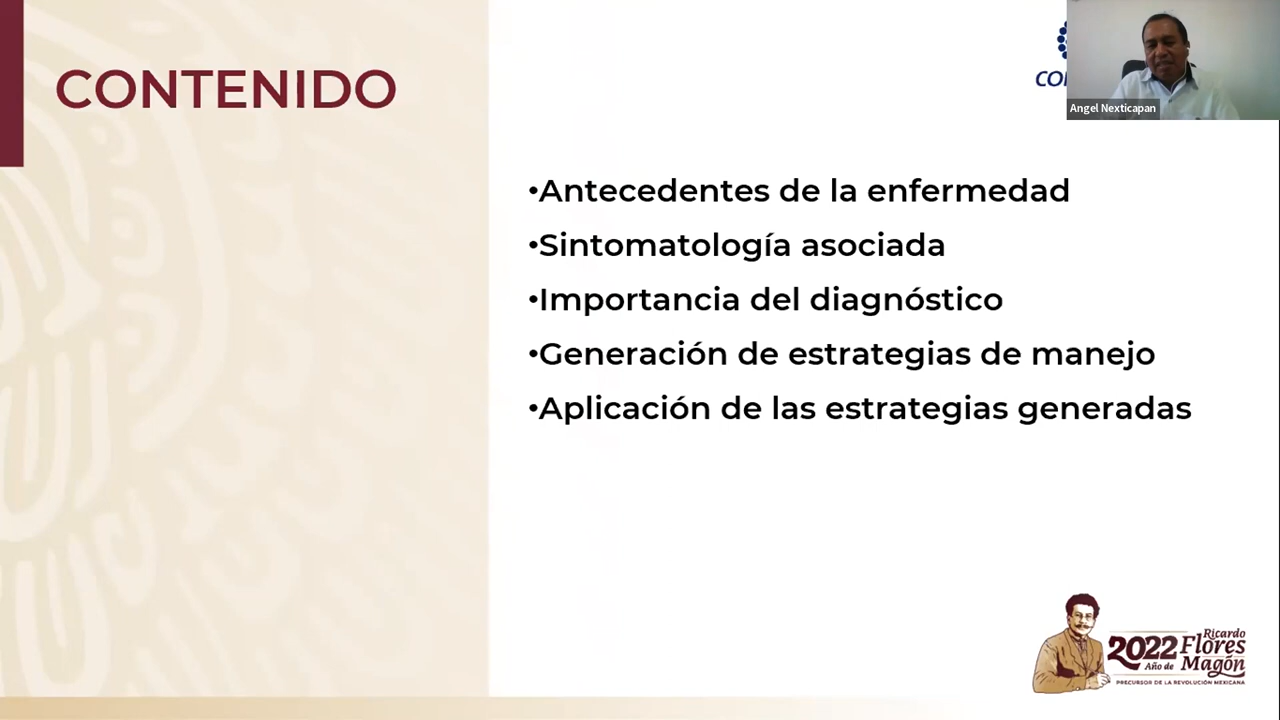 CONTENIDO
Angel Nexticapan
•Antecedentes de la enfermedad
•Sintomatología asociada
•Importancia del diagnóstico
•Generación de estrategias de manejo
•Aplicación de las estrategias generadas
2022
Año de
Ricardo
Flores
Magón
PRECURSOR DE LA REVOLUCIÓN MEXICANA